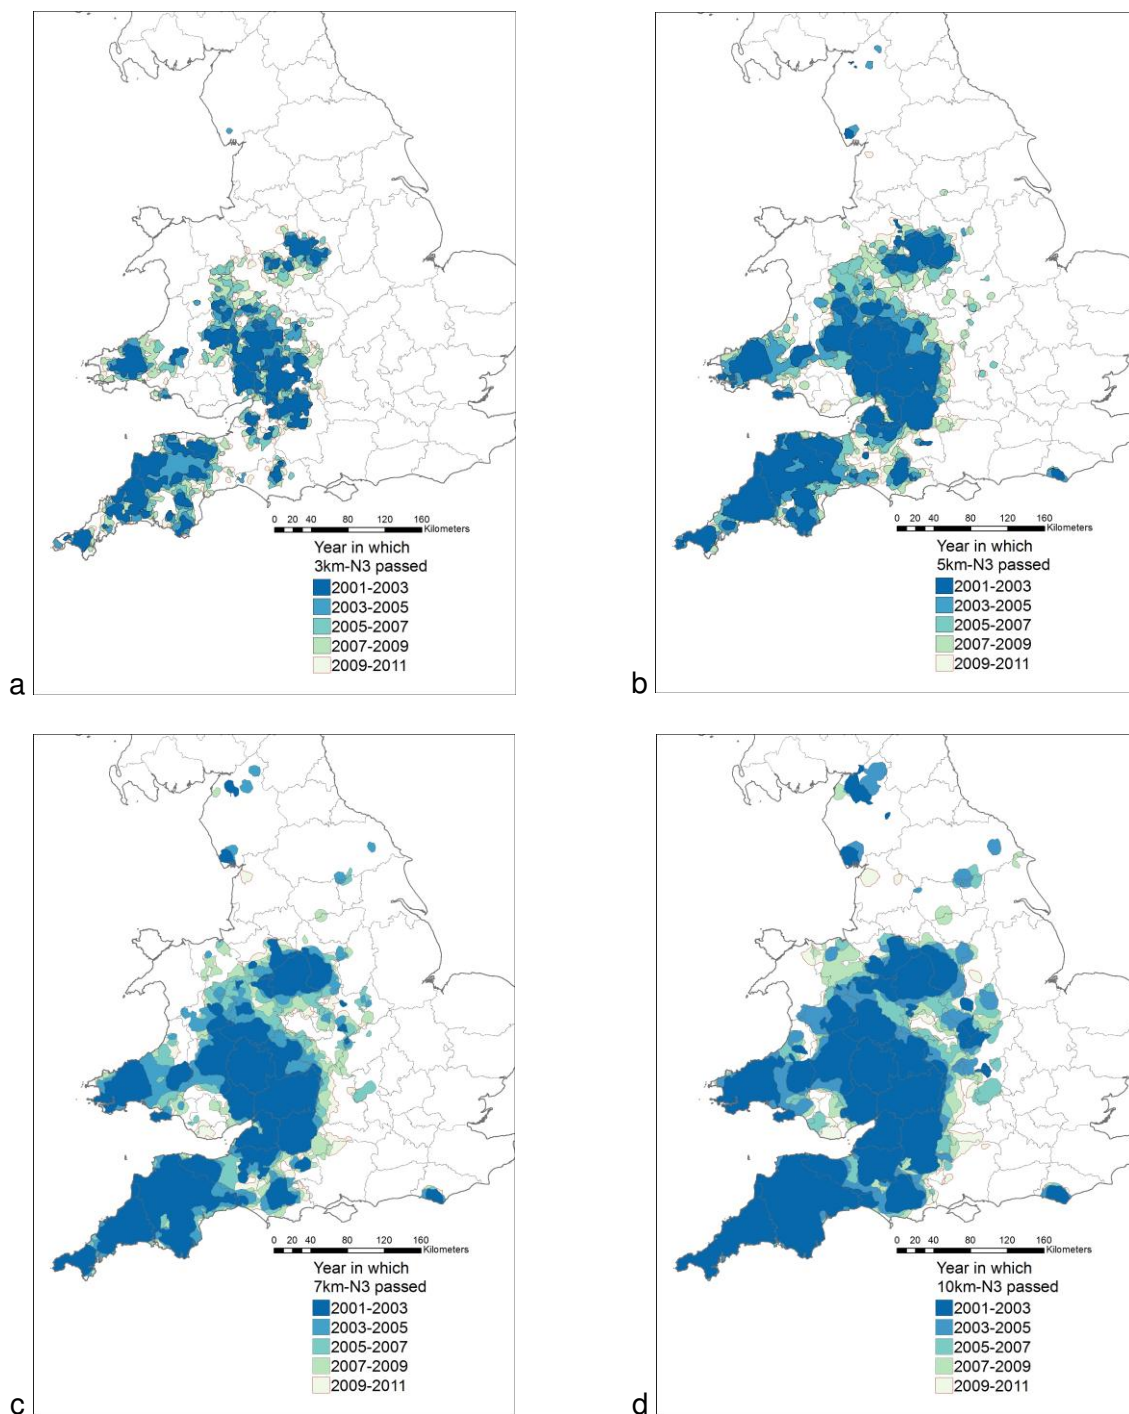 0 20 40 80 120 160
Kilometers
Year in which
3km-N3 passed
2001-2003
2003-2005
2005-2007
2007-2009
2009-2011
a
0 20 40 80 120 160
Kilometers
Year in which
5km-N3 passed
2001-2003
2003-2005
2005-2007
2007-2009
2009-2011
b
0 20 40 80 120 160
Kilometers
Year in which
7km-N3 passed
2001-2003
2003-2005
2005-2007
2007-2009
2009-2011
c
0 20 40 80 120 160
Kilometers
Year in which
10km-N3 passed
2001-2003
2003-2005
2005-2007
2007-2009
2009-2011
d